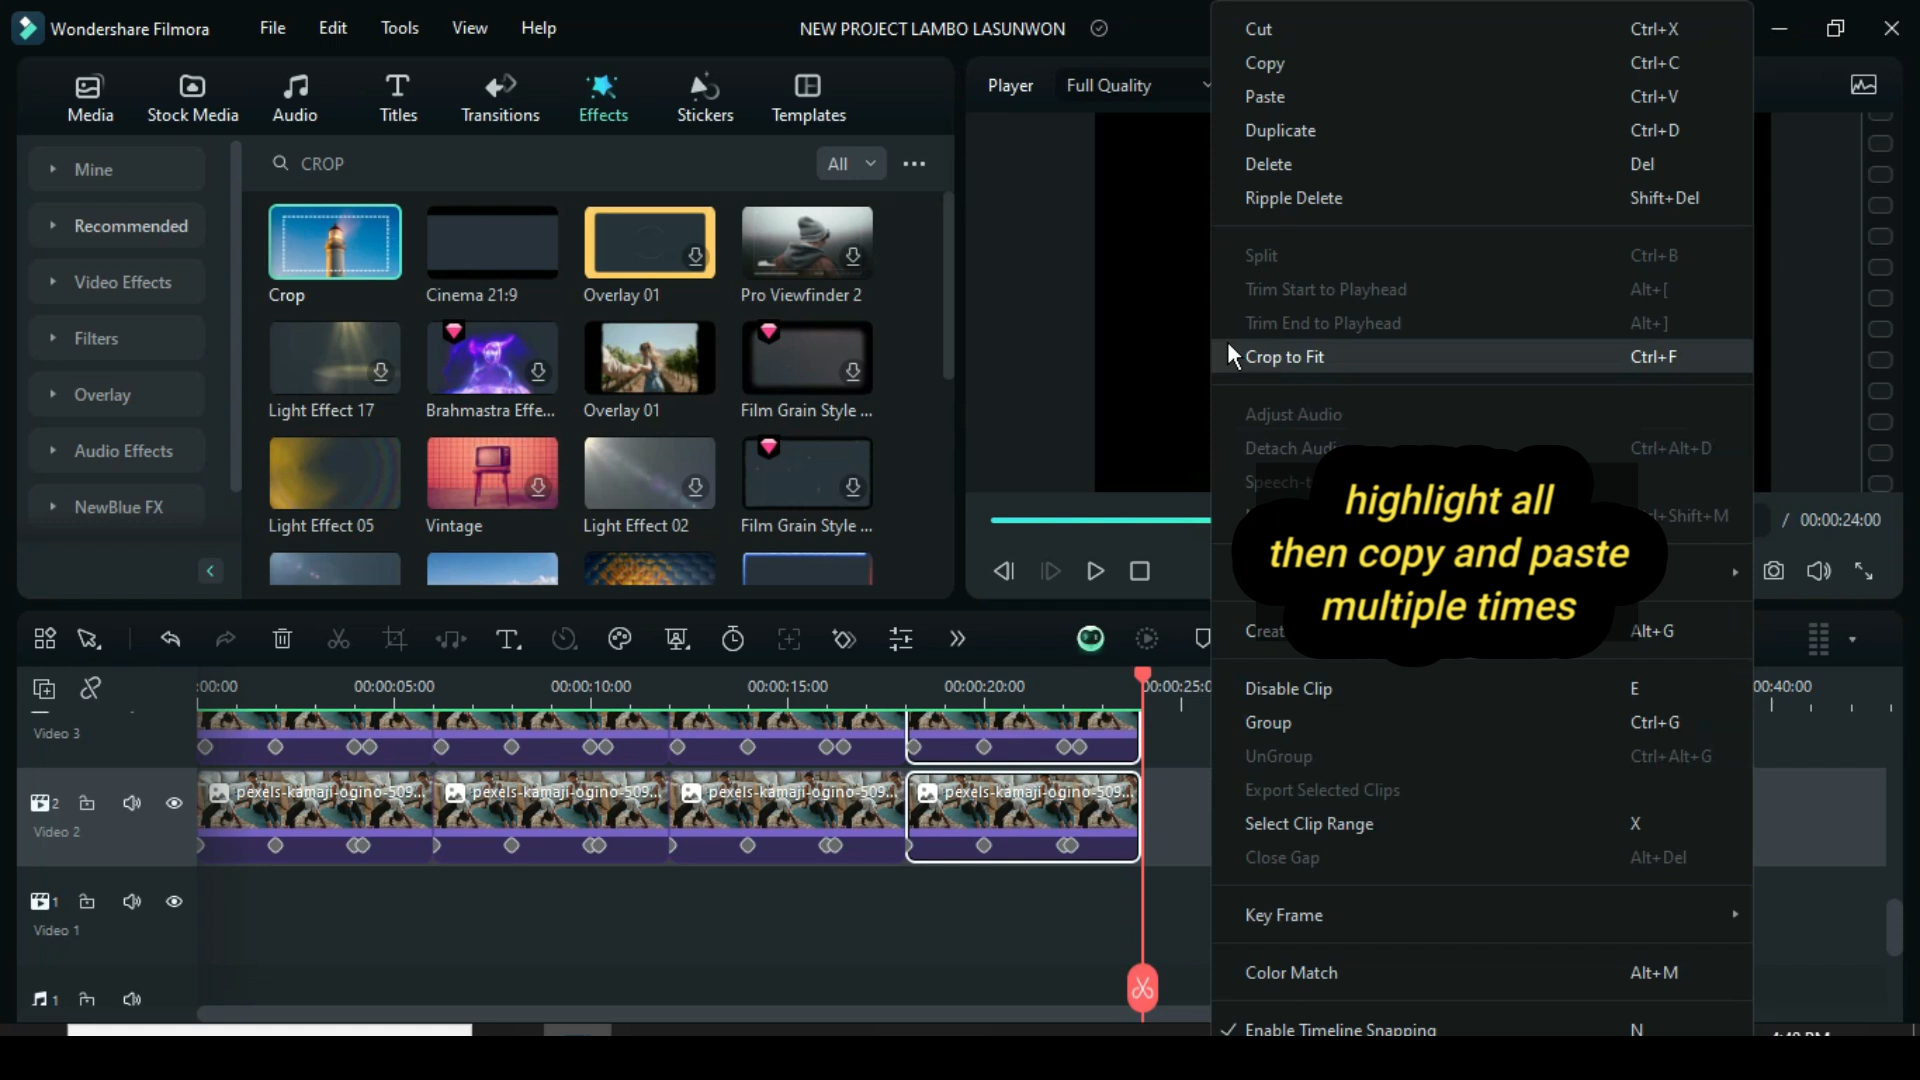 Wondershare Filmora
File
Edit
Tools
View
Help
NEW PROJECT LAMBO LASUNWON
Media
Stock Media
Audio
Titles
Transitions
Effects
Stickers
Templates
Player
Full Quality
Mine
Recommended
Video Effects
Filters
Overlay
Audio Effects
NewBlue FX
CROP
All
Crop
Cinema 21:9
Overlay 01
Pro Viewfinder 2
Light Effect 17
Brahmastra Effe...
Overlay 01
Film Grain Style ...
Light Effect 05
Vintage
Light Effect 02
Film Grain Style ...
Cut Ctrl+X
Copy Ctrl+C
Paste Ctrl+V
Duplicate Ctrl+D
Delete Del
Ripple Delete Shift+Del
Split Ctrl+B
Trim Start to Playhead Alt+[
Trim End to Playhead Alt+]
Crop to Fit Ctrl+F
Adjust Audio
Detach Ctrl+Alt+D
highlight all
then copy and paste
multiple times
Alt+G
Disable Clip E
Group Ctrl+G
UnGroup Ctrl+Alt+G
Export Selected Clips
Select Clip Range X
Close Gap Alt+Del
Key Frame
Color Match Alt+M
Enable Timeline Snapping N
/ 00:00:24:00
:00:00
00:00:05:00
00:00:10:00
00:00:15:00
00:00:20:00
00:00:25:0
00:40:00
Video 3
2
Video 2
pexels-kamaji-ogino-509...
pexels-kamaji-ogino-509...
pexels-kamaji-ogino-509...
pexels-kamaji-ogino-509...
1
Video 1
1